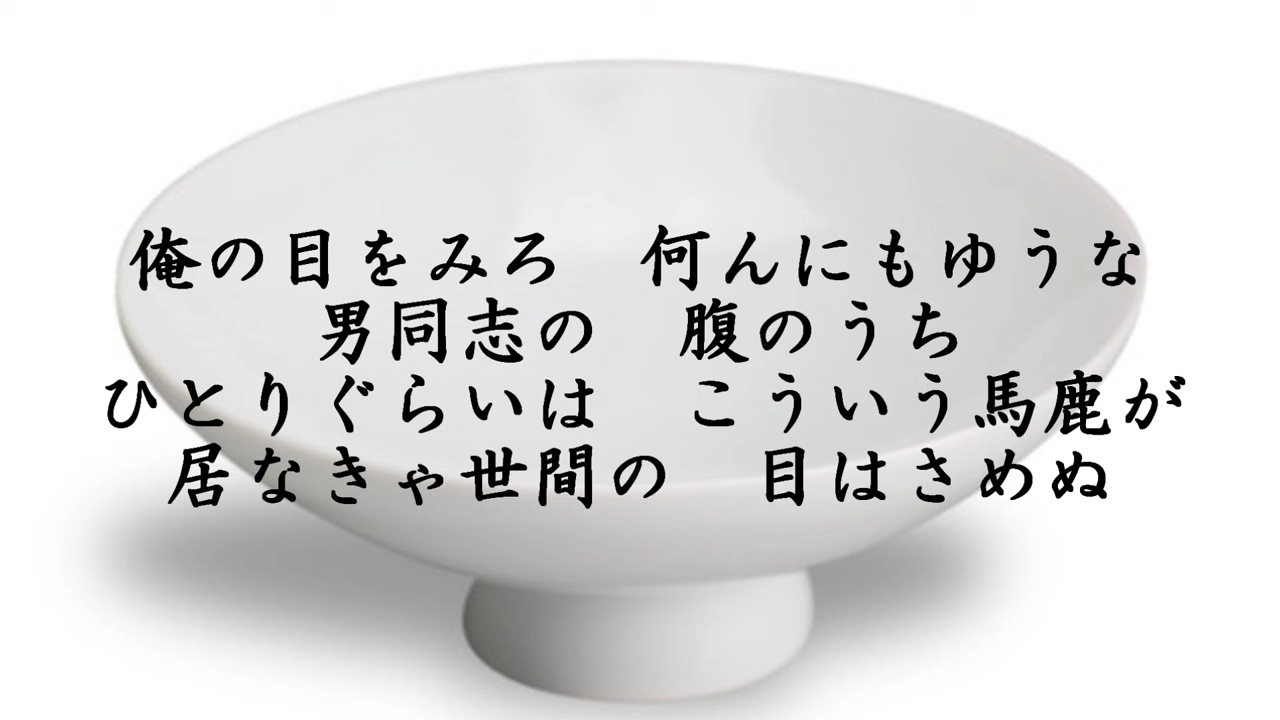 俺の目をみろ　何んにもゆうな
男同志の　腹のうち
ひとりぐらいは　こういう馬鹿が
居なきゃ世間の　目はさめぬ